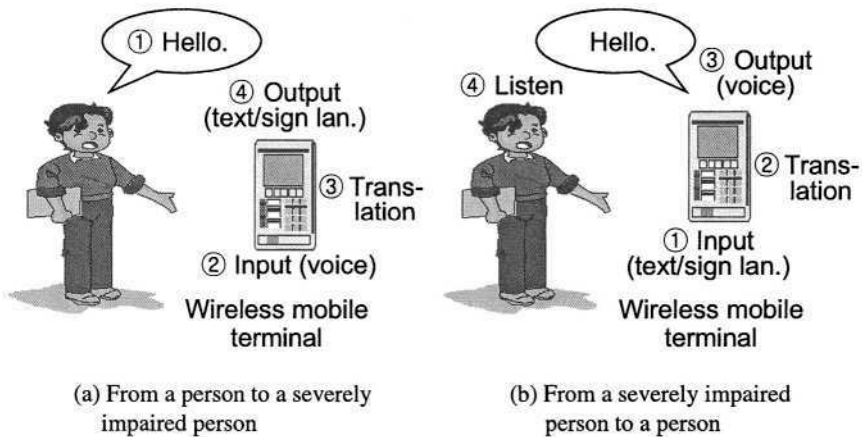 ① Hello.
④ Output
(text/sign lan.)
③ Trans-
lation
② Input (voice)
Wireless mobile
terminal
(a) From a person to a severely
impaired person
Hello.
③ Output
(voice)
④ Listen
② Trans-
lation
① Input
(text/sign lan.)
Wireless mobile
terminal
(b) From a severely impaired
person to a person